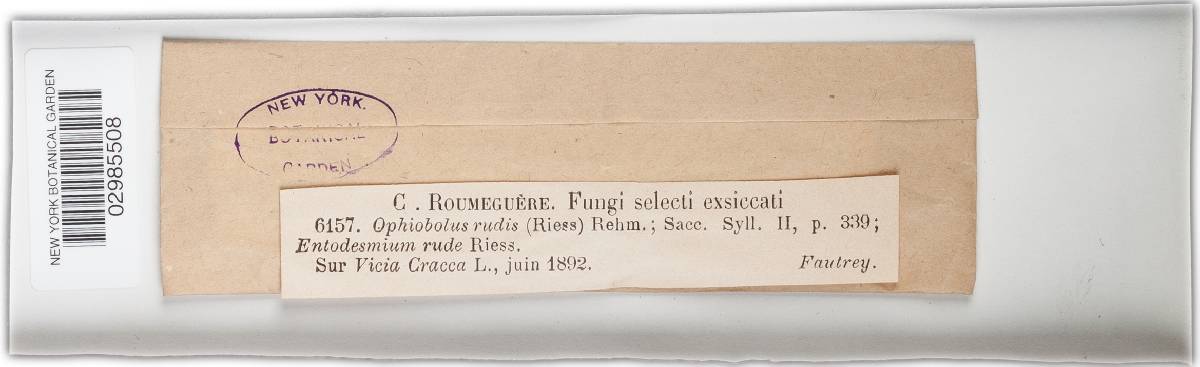 NEW YORK BOTANICAL GARDEN
02985508
NEW YORK.
BOTANICAL
GARDEN
C. ROUMEGUÈRE. Fungi selecti exsiccati
6157. Ophiobolus rudis (Riess) Rehm.; Sacc. Syll. II, p. 339;
Entodesmium rude Riess.
Sur Vicia Cracca L., juin 1892. Fautrey.